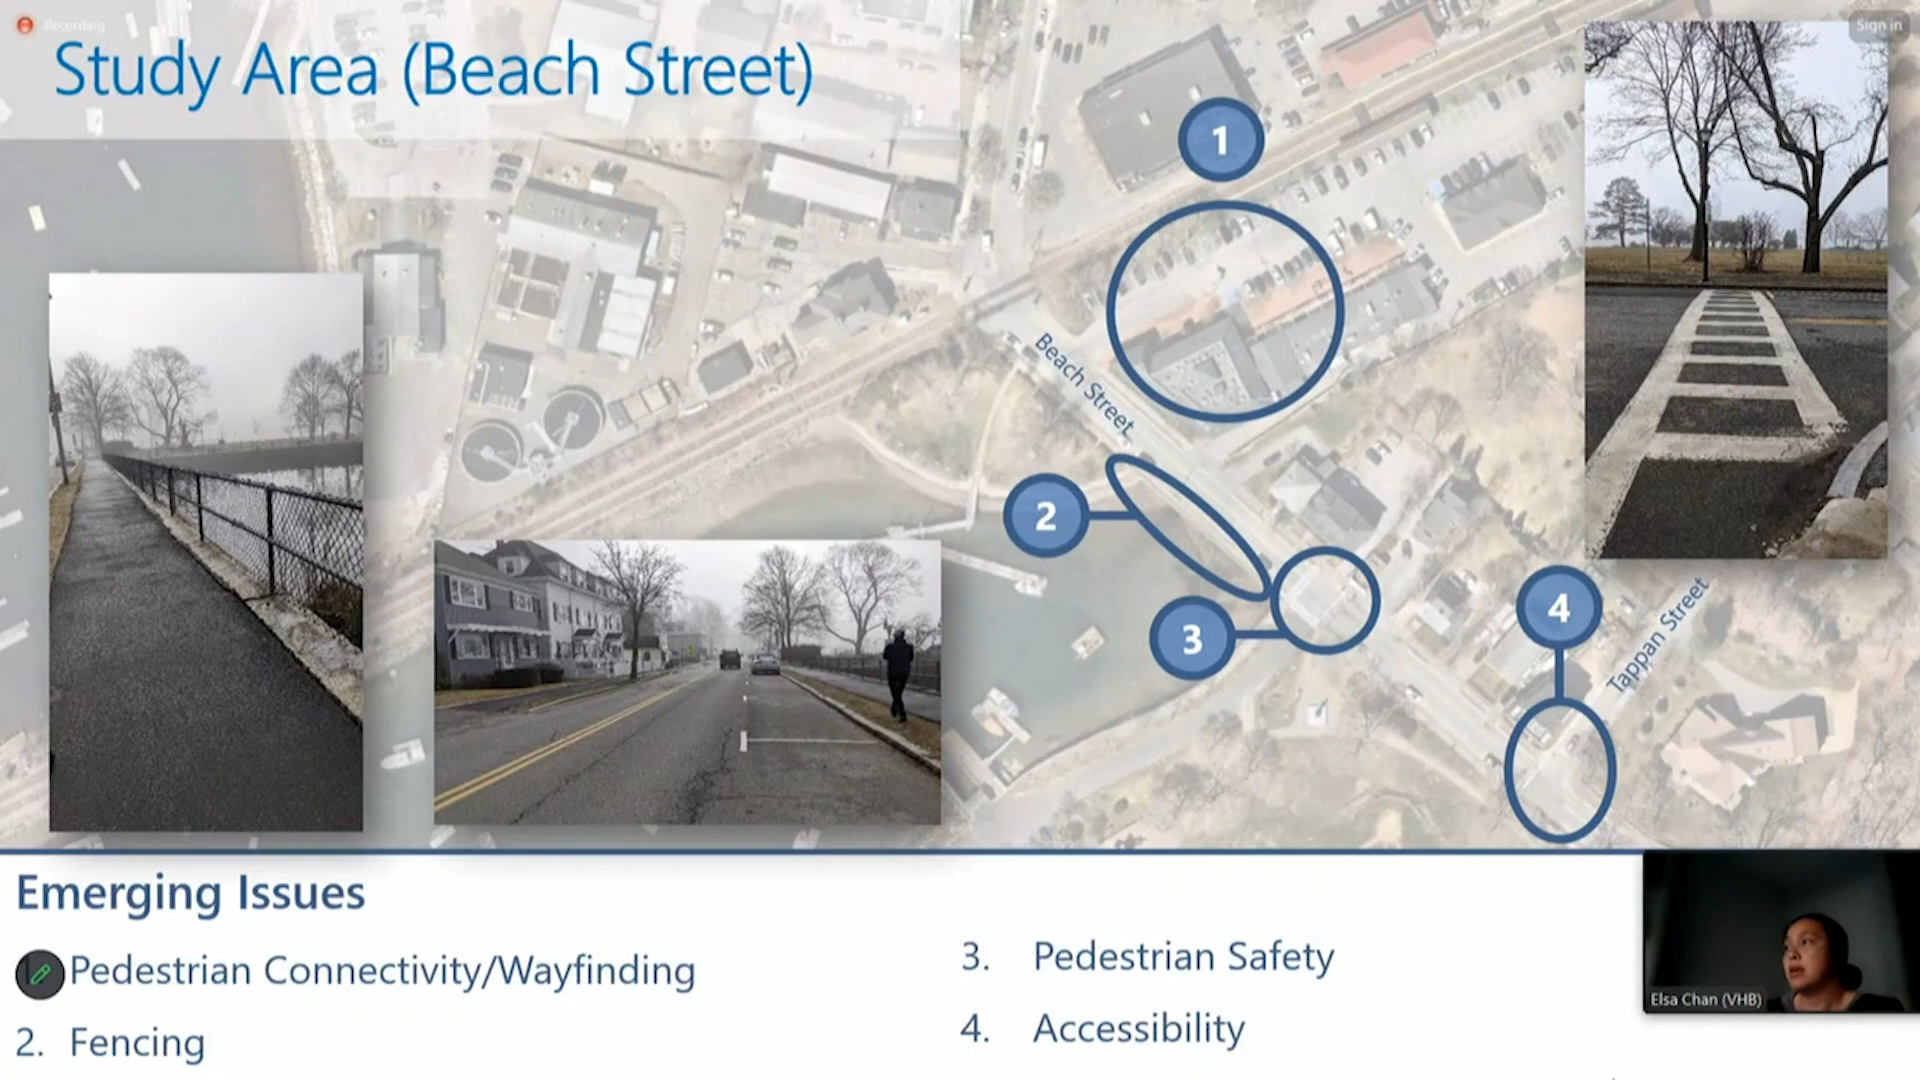 Recording
Sign in
Study Area (Beach Street)
1
Beach Street
2
3
4
Tappan Street
Emerging Issues
Pedestrian Connectivity/Wayfinding
2. Fencing
3. Pedestrian Safety
4. Accessibility
Elsa Chan (VHB)